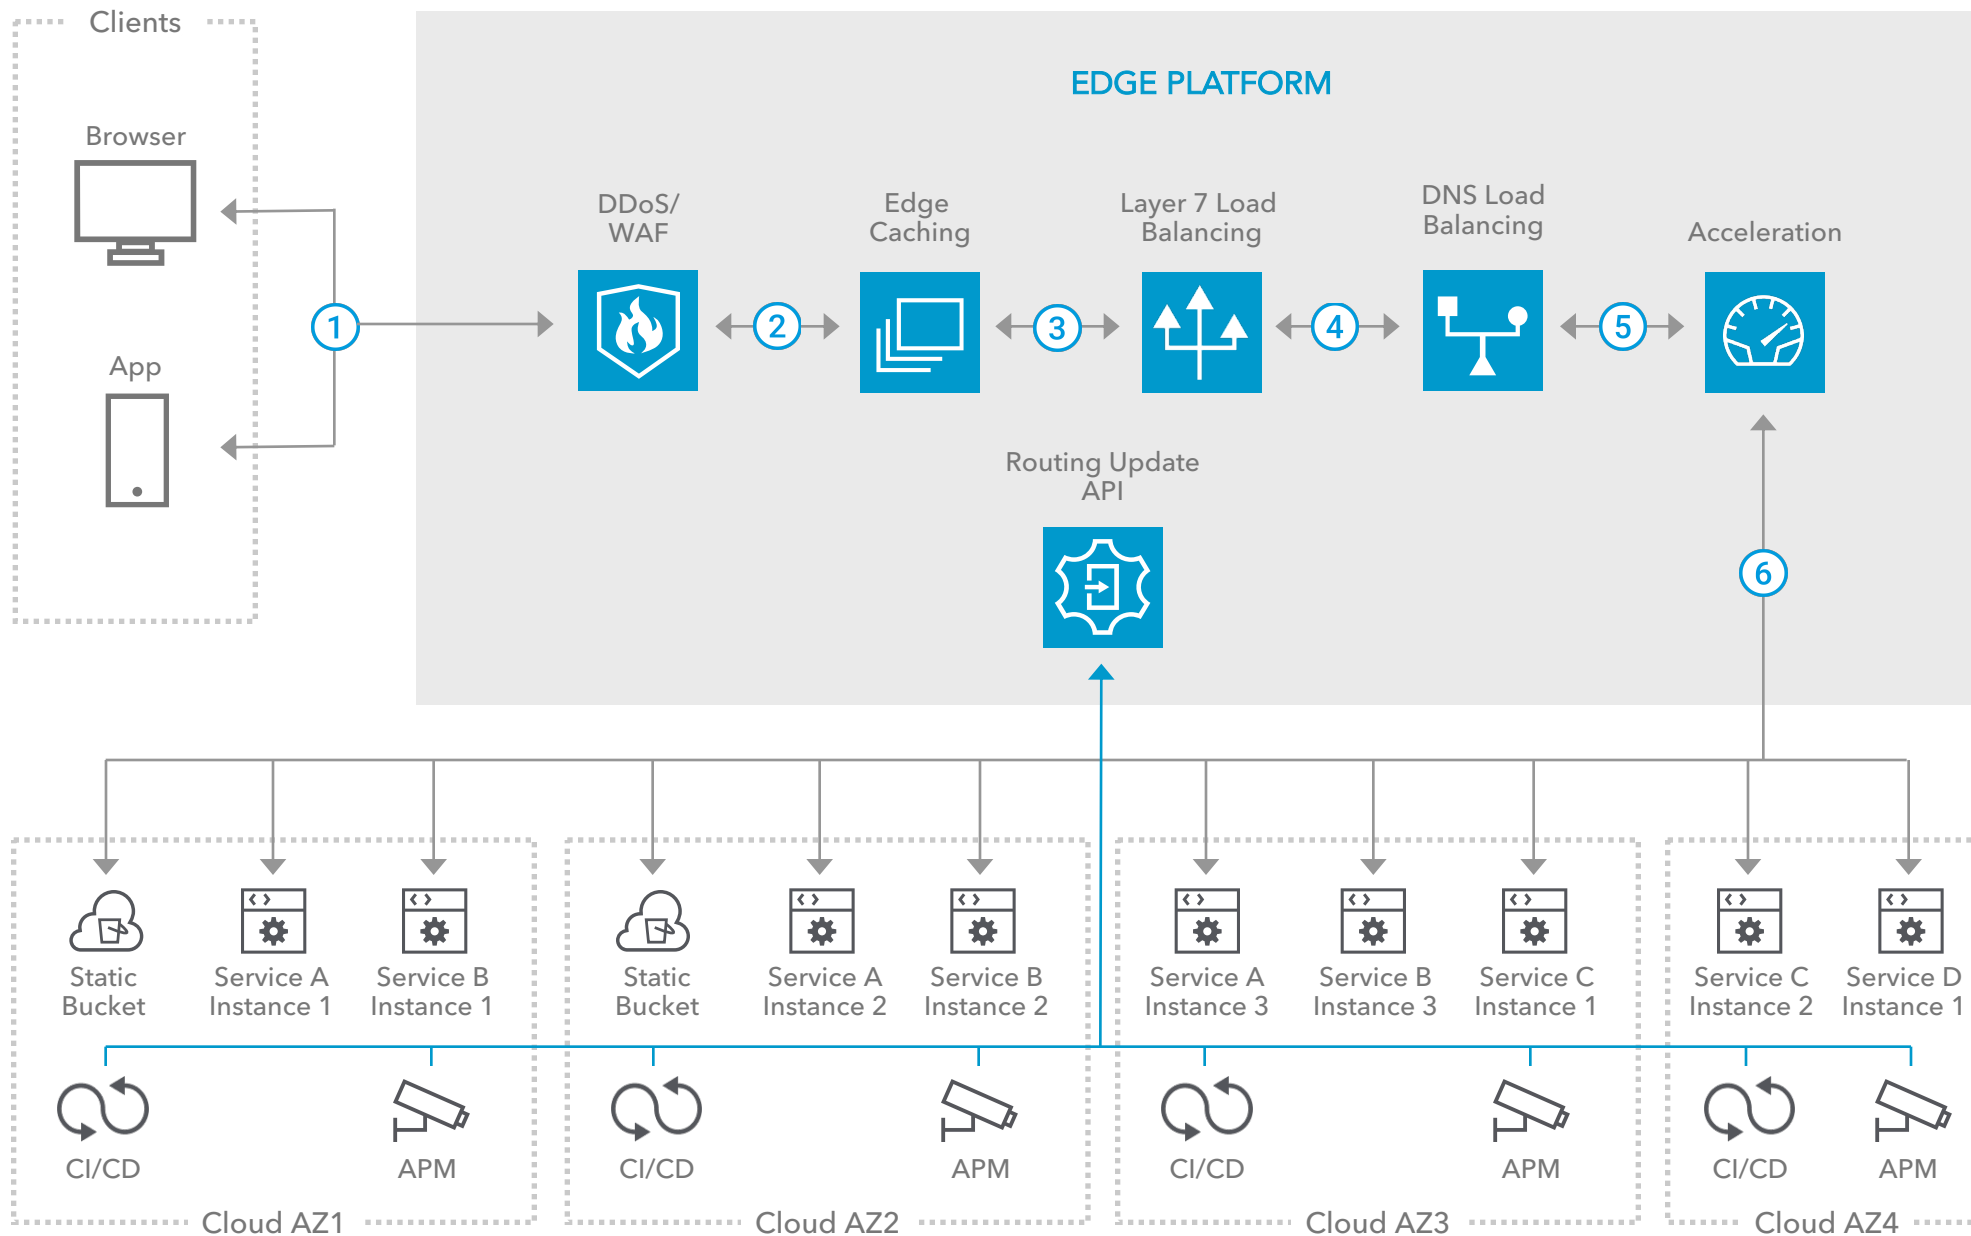 Clients
EDGE PLATFORM
Browser
App
1
DDoS/
WAF
2
Edge
Caching
3
Layer 7 Load
Balancing
4
DNS Load
Balancing
5
Acceleration
Routing Update
API
6
Static
Bucket
Service A
Instance 1
Service B
Instance 1
CI/CD
APM
Cloud AZ1
Static
Bucket
Service A
Instance 2
Service B
Instance 2
CI/CD
APM
Cloud AZ2
Service A
Instance 3
Service B
Instance 3
Service C
Instance 1
CI/CD
APM
Cloud AZ3
Service C
Instance 2
Service D
Instance 1
CI/CD
APM
Cloud AZ4